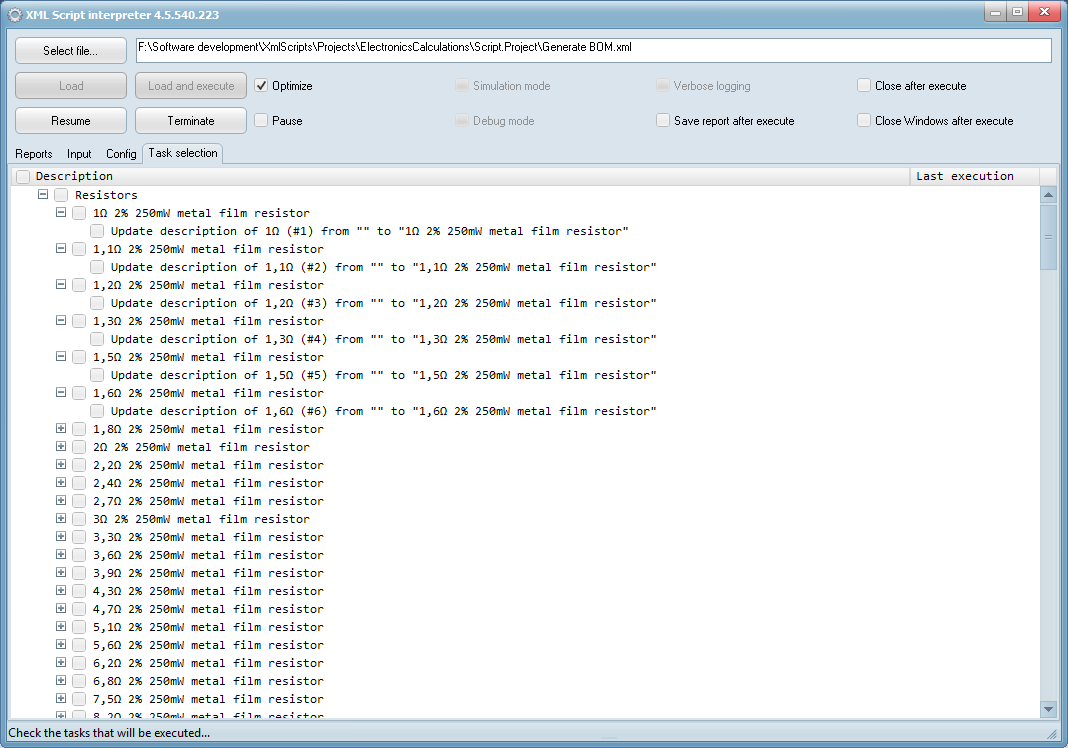 XML Script interpreter 4.5.540.223
Select file...
F:\Software development\XmlScripts\Projects\ElectronicsCalculations\Script.Project\Generate BOM.xml
Load Load and execute Optimize Simulation mode Verbose logging Close after execute
Resume Terminate Pause Debug mode Save report after execute Close Windows after execute
Reports Input Config Task selection
Description Last execution
Resistors
1Ω 2% 250mW metal film resistor
Update description of 1Ω (#1) from "" to "1Ω 2% 250mW metal film resistor"
1,1Ω 2% 250mW metal film resistor
Update description of 1,1Ω (#2) from "" to "1,1Ω 2% 250mW metal film resistor"
1,2Ω 2% 250mW metal film resistor
Update description of 1,2Ω (#3) from "" to "1,2Ω 2% 250mW metal film resistor"
1,3Ω 2% 250mW metal film resistor
Update description of 1,3Ω (#4) from "" to "1,3Ω 2% 250mW metal film resistor"
1,5Ω 2% 250mW metal film resistor
Update description of 1,5Ω (#5) from "" to "1,5Ω 2% 250mW metal film resistor"
1,6Ω 2% 250mW metal film resistor
Update description of 1,6Ω (#6) from "" to "1,6Ω 2% 250mW metal film resistor"
1,8Ω 2% 250mW metal film resistor
2Ω 2% 250mW metal film resistor
2,2Ω 2% 250mW metal film resistor
2,4Ω 2% 250mW metal film resistor
2,7Ω 2% 250mW metal film resistor
3Ω 2% 250mW metal film resistor
3,3Ω 2% 250mW metal film resistor
3,6Ω 2% 250mW metal film resistor
3,9Ω 2% 250mW metal film resistor
4,3Ω 2% 250mW metal film resistor
4,7Ω 2% 250mW metal film resistor
5,1Ω 2% 250mW metal film resistor
5,6Ω 2% 250mW metal film resistor
6,2Ω 2% 250mW metal film resistor
6,8Ω 2% 250mW metal film resistor
7,5Ω 2% 250mW metal film resistor
8,2Ω 2% 250mW metal film resistor
Check the tasks that will be executed...